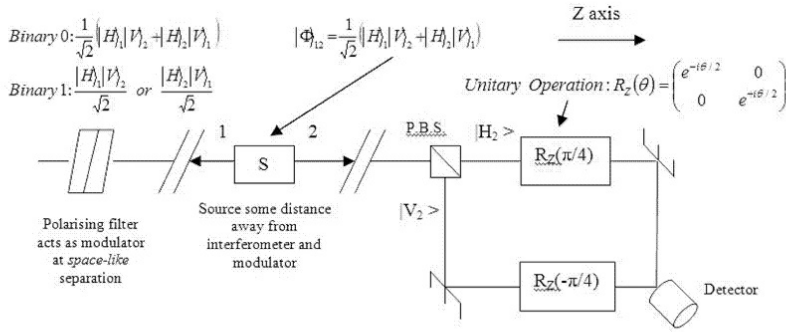 Binary 0: 1/√2 (|H⟩₁|V⟩₂+|H⟩₂|V⟩₁)
|Φ⟩₁₂ = 1/√2 (|H⟩₁|V⟩₂+|H⟩₂|V⟩₁)
Z axis
Binary 1: |H⟩₁|V⟩₂/√2 or |H⟩₂|V⟩₁/√2
Unitary Operation: R_Z(θ) = (e^{-iθ/2} 0
0 e^{-iθ/2})
1
2
S
P.B.S.
|H₂ >
R_Z(π/4)
|V₂ >
Polarising filter
acts as modulator
at space-like
separation
Source some distance
away from
interferometer and
modulator
R_Z(-π/4)
Detector